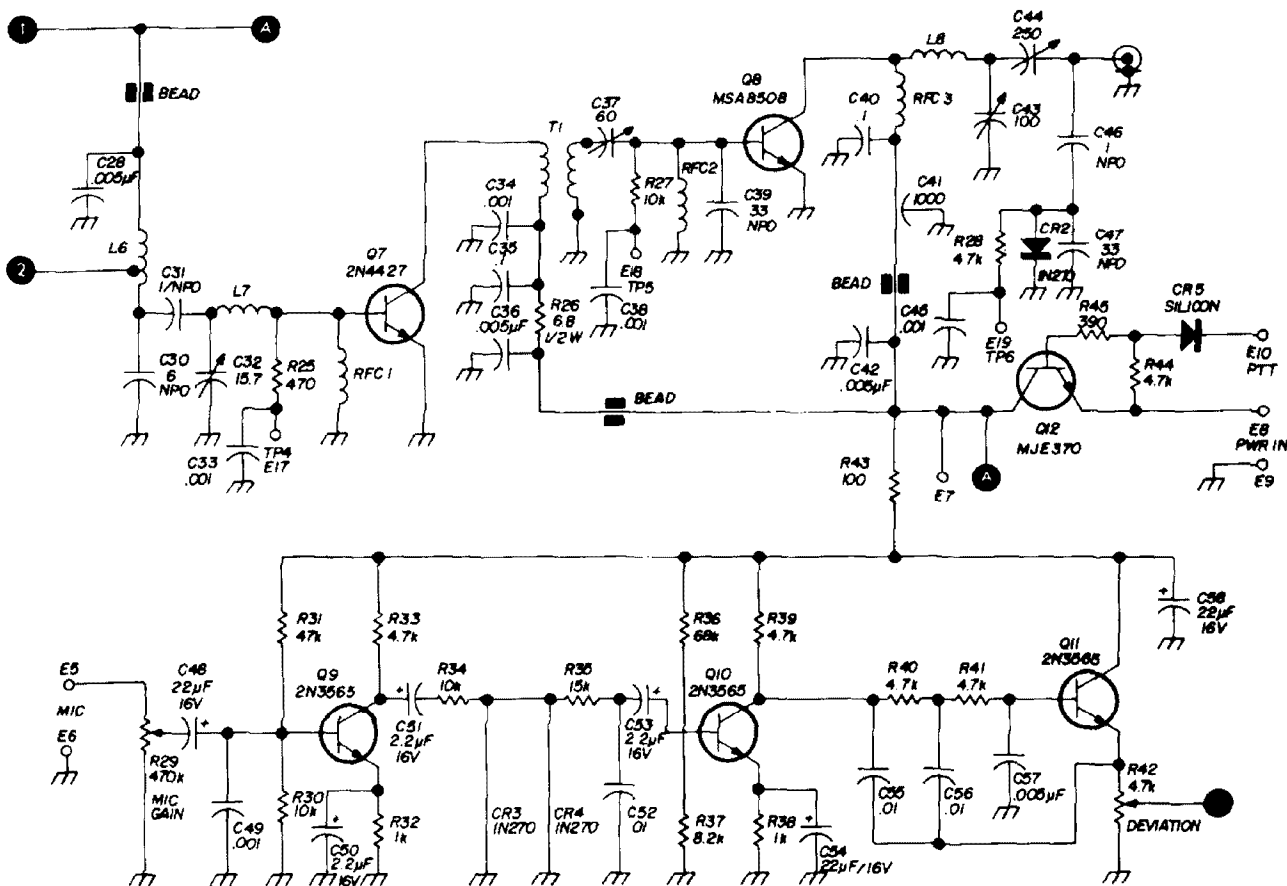 1
A
BEAD
C28
.005µF
L6
2
C31
1/NPO
L7
C30
6
NPO
C32
15.7
R25
470
RFC1
C33
.001
TP4
E17
Q7
2N4427
T1
C34
.001
C35
.1
C36
.005µF
R26
6.8
1/2W
C37
60
R27
10k
E18
TP5
C38
.001
RFC2
C39
33
NPO
Q8
MSA8508
C40
1
RFC3
L8
C44
250
C43
100
C46
1
NPO
C41
1000
R28
4.7k
CR2
1N270
C47
33
NPO
BEAD
C45
.001
E19
TP6
C42
.005µF
BEAD
R45
390
CR5
SILICON
R44
4.7k
E10
PTT
Q12
MJE370
E8
PWR IN
E9
R43
100
E7
A
R31
47k
R33
4.7k
R36
68k
R39
4.7k
C58
22µF
16V
E5
MIC
E6
R29
470k
MIC
GAIN
C48
22µF
16V
C49
.001
R30
10k
Q9
2N3565
C50
2.2µF
16V
R32
1k
C51
2.2µF
16V
R34
10k
CR3
1N270
CR4
1N270
R35
15k
C52
.01
C53
2.2µF
16V
R37
8.2k
Q10
2N3565
R38
1k
C54
22µF/16V
R40
4.7k
R41
4.7k
C55
.01
C56
.01
C57
.005µF
Q11
2N3565
R42
4.7k
DEVIATION